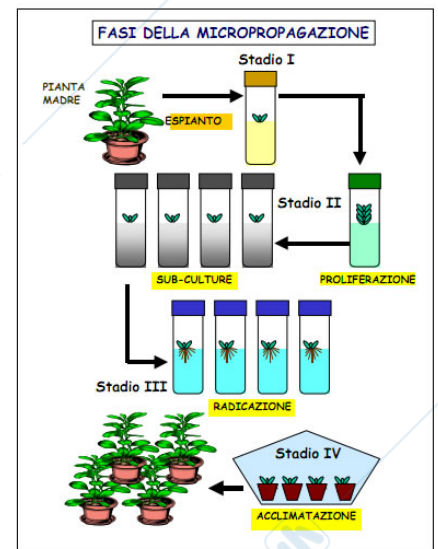 FASI DELLA MICROPROPAGAZIONE
Stadio I
PIANTA
MADRE
ESPIANTO
Stadio II
SUB-CULTURE
PROLIFERAZIONE
Stadio III
RADICAZIONE
Stadio IV
ACCLIMATAZIONE